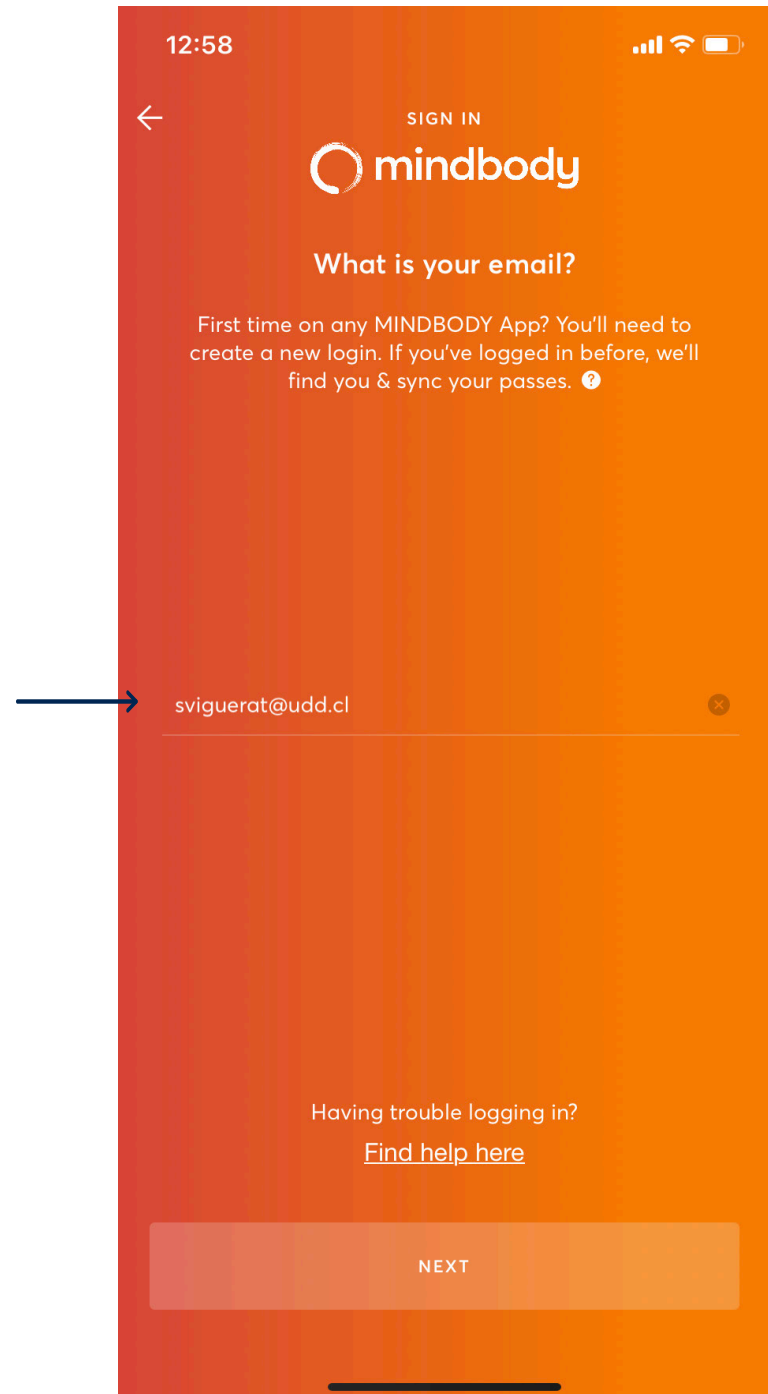 12:58
SIGN IN
mindbody
What is your email?
First time on any MINDBODY App? You'll need to
create a new login. If you've logged in before, we'll
find you & sync your passes. ?
sviguerat@udd.cl
Having trouble logging in?
Find help here
NEXT